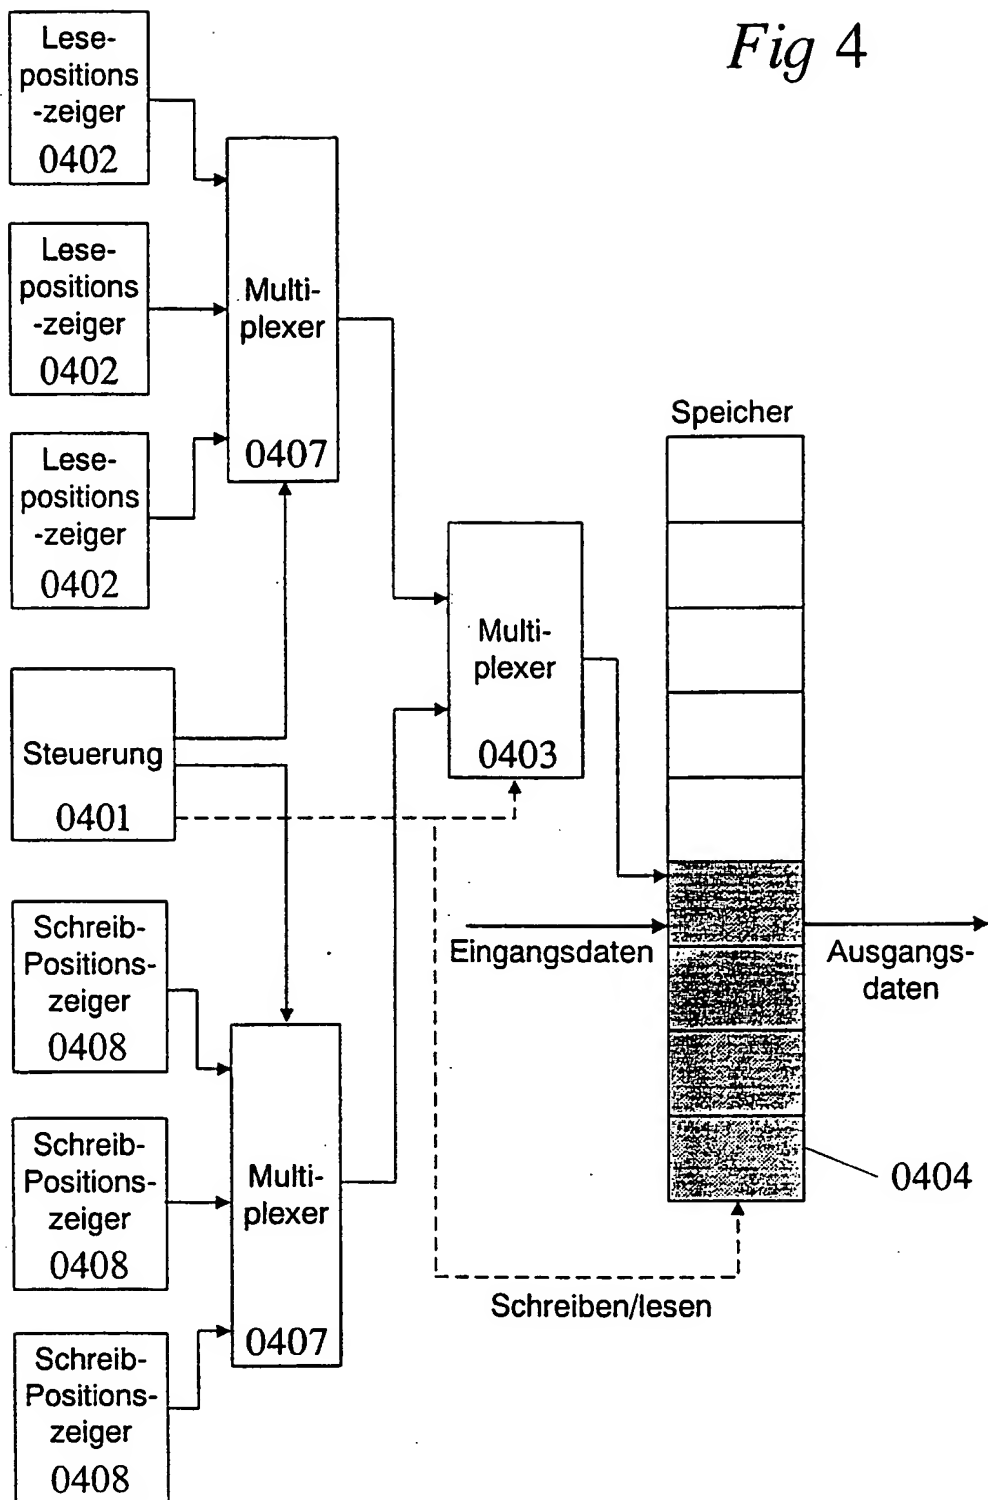 Fig 4
Lese-
positions
-zeiger
0402
Lese-
positions
-zeiger
0402
Lese-
positions
-zeiger
0402
Multi-
plexer
0407
Steuerung
0401
Multi-
plexer
0403
Speicher
Eingangsdaten
Ausgangs-
daten
0404
Schreiben/lesen
Schreib-
Positions-
zeiger
0408
Schreib-
Positions-
zeiger
0408
Schreib-
Positions-
zeiger
0408
Multi-
plexer
0407